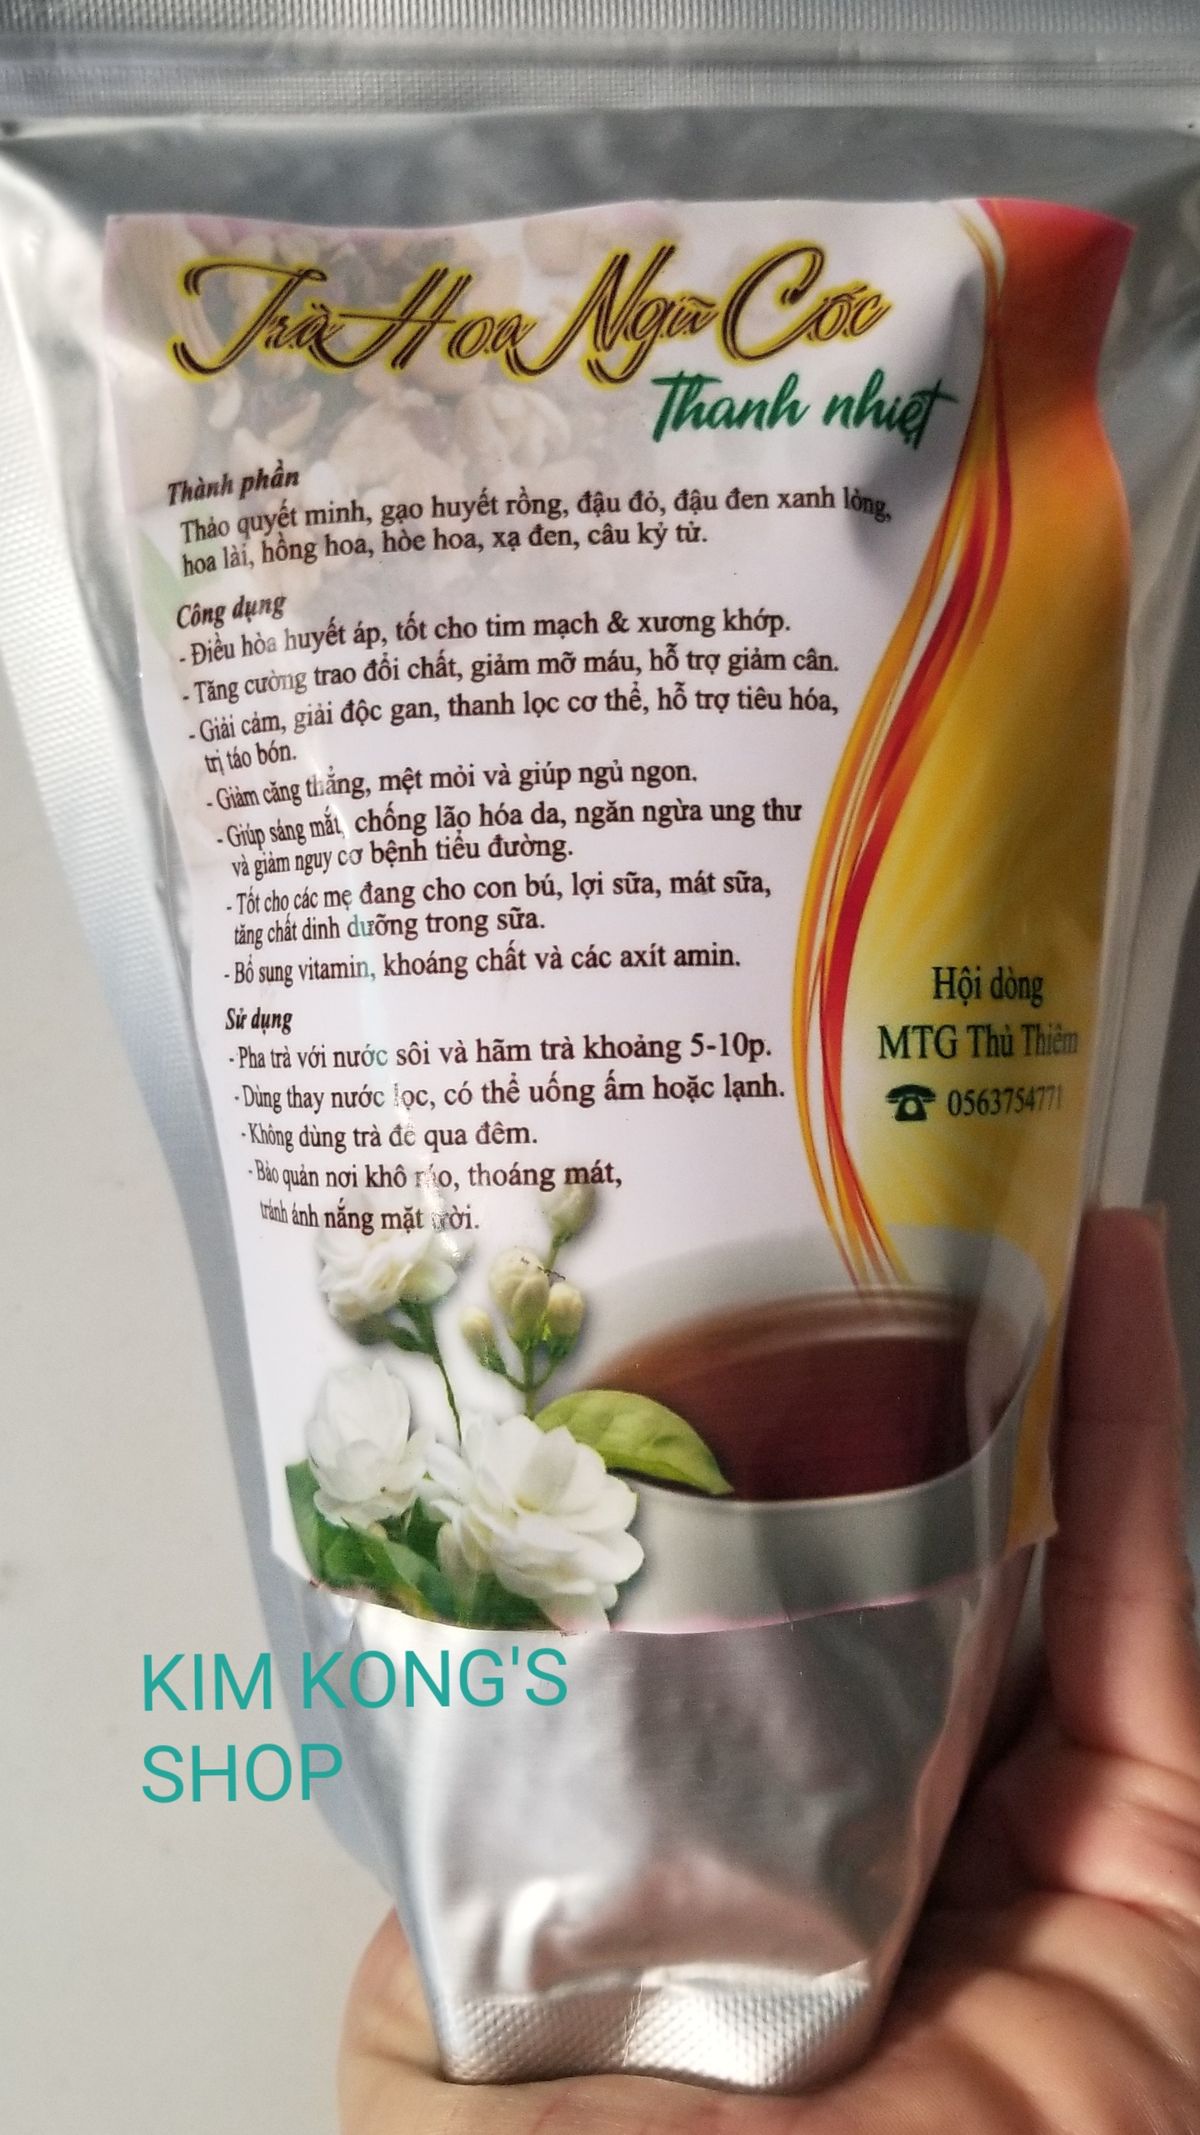 Trà Hoa Ngũ Cốc
Thanh nhiệt
Thành phần
Thảo quyết minh, gạo huyết rồng, đậu đỏ, đậu đen xanh lòng,
hoa lài, hồng hoa, hòe hoa, xạ đen, câu kỷ tử.
Công dụng
- Điều hòa huyết áp, tốt cho tim mạch & xương khớp.
- Tăng cường trao đổi chất, giảm mỡ máu, hỗ trợ giảm cân.
- Giải cảm, giải độc gan, thanh lọc cơ thể, hỗ trợ tiêu hóa,
trị táo bón.
- Giảm căng thẳng, mệt mỏi và giúp ngủ ngon.
- Giúp sáng mắt, chống lão hóa da, ngăn ngừa ung thư
và giảm nguy cơ bệnh tiểu đường.
- Tốt cho các mẹ đang cho con bú, lợi sữa, mát sữa,
tăng chất dinh dưỡng trong sữa.
- Bổ sung vitamin, khoáng chất và các axít amin.
Sử dụng
- Pha trà với nước sôi và hãm trà khoảng 5-10p.
- Dùng thay nước lọc, có thể uống ấm hoặc lạnh.
- Không dùng trà để qua đêm.
- Bảo quản nơi khô ráo, thoáng mát,
tránh ánh nắng mặt trời.
Hội dòng
MTG Thủ Thiêm
☎ 0563754771
KIM KONG'S
SHOP